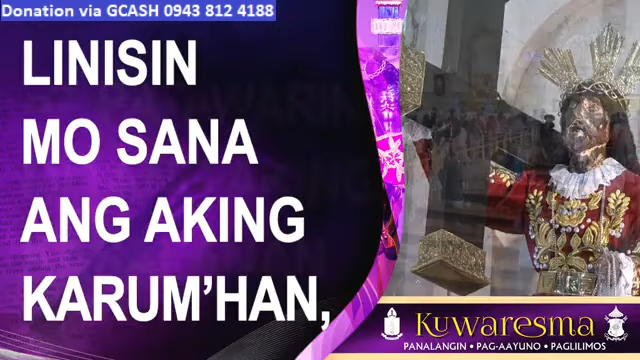 Donation via GCASH 0943 812 4188
LINISIN
MO SANA
ANG AKING
KARUM’HAN,
Kuwaresma
PANALANGIN • PAG-AAYUNO • PAGLILIMOS